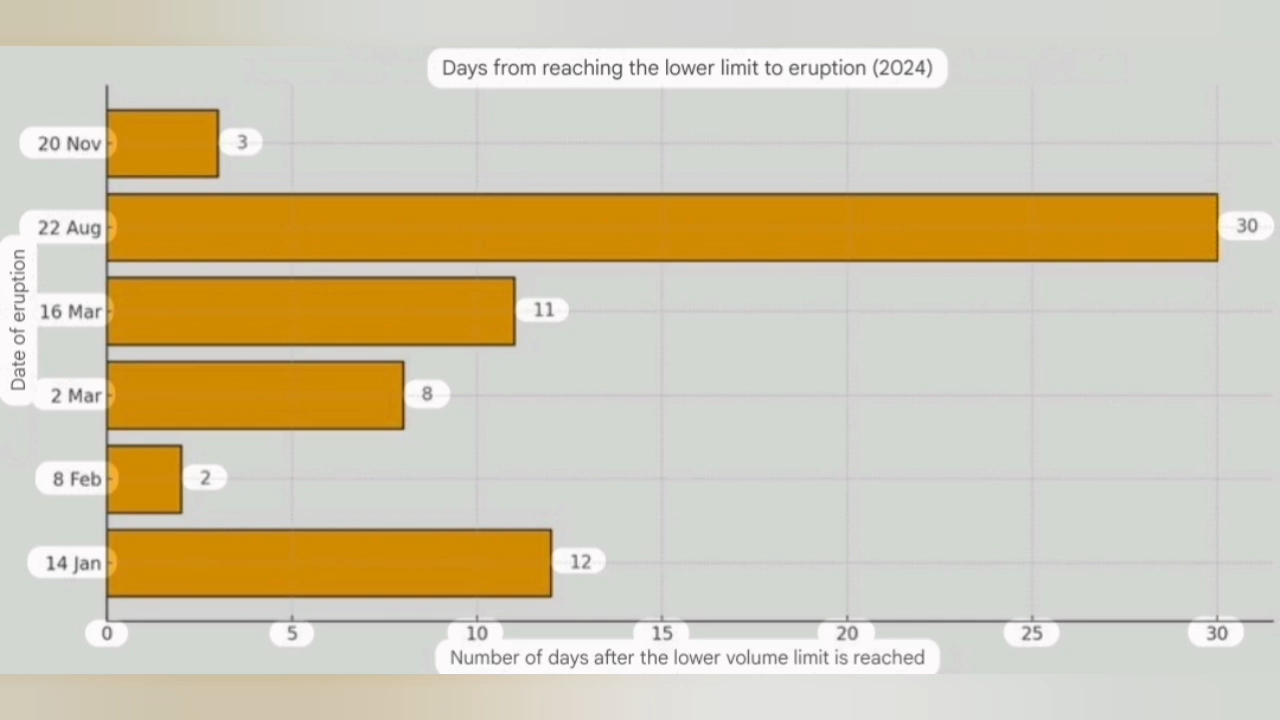 Days from reaching the lower limit to eruption (2024)
20 Nov 3
22 Aug 30
16 Mar 11
2 Mar 8
8 Feb 2
14 Jan 12
Date of eruption
0 5 10 15 20 25 30
Number of days after the lower volume limit is reached